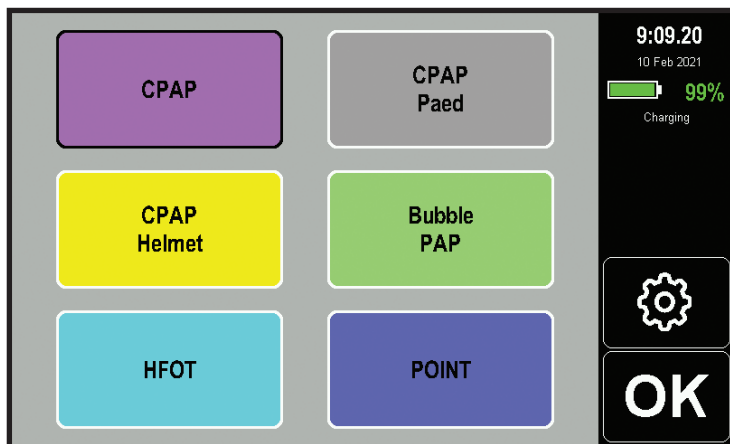 CPAP
CPAP
Paed
CPAP
Helmet
Bubble
PAP
HFOT
POINT
9:09.20
10 Feb 2021
99%
Charging
OK